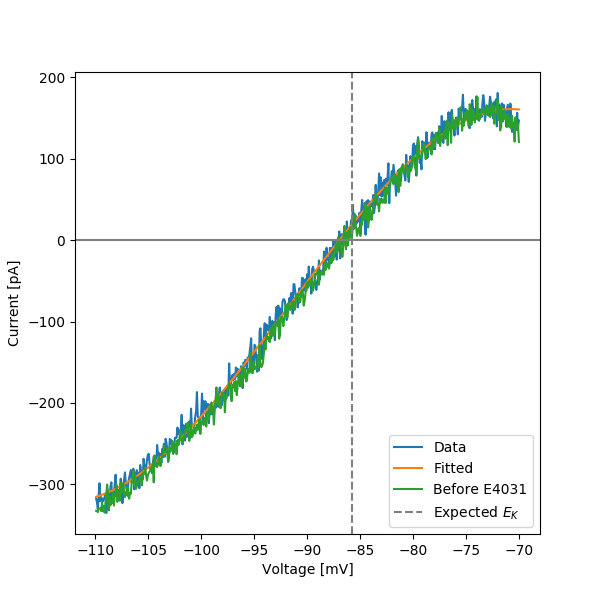 200
100
0
−100
−200
−300
Current [pA]
−110 −105 −100 −95 −90 −85 −80 −75 −70
Voltage [mV]
Data
Fitted
Before E4031
Expected E_K